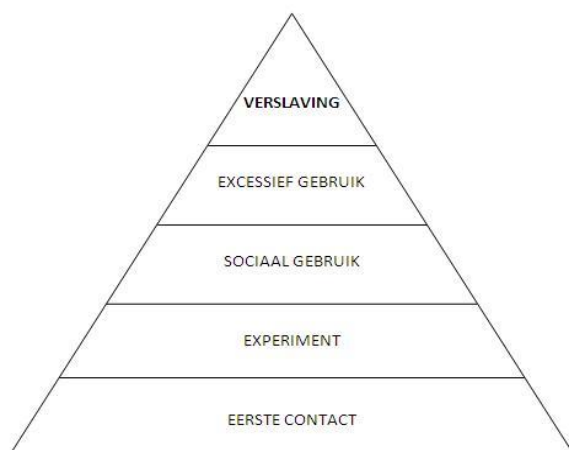 VERSLAVING
EXCESSIEF GEBRUIK
SOCIAAL GEBRUIK
EXPERIMENT
EERSTE CONTACT